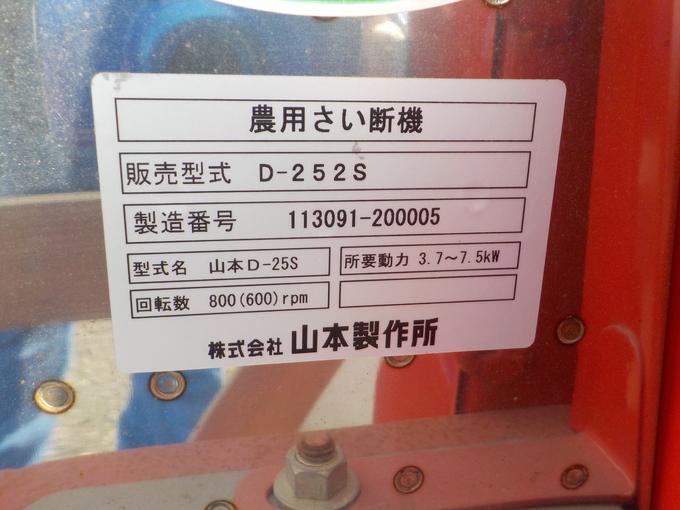 農用さい断機
販売型式 D-252S
製造番号 113091-200005
型式名 山本D-25S 所要動力 3.7～7.5kW
回転数 800(600)rpm
株式会社 山本製作所